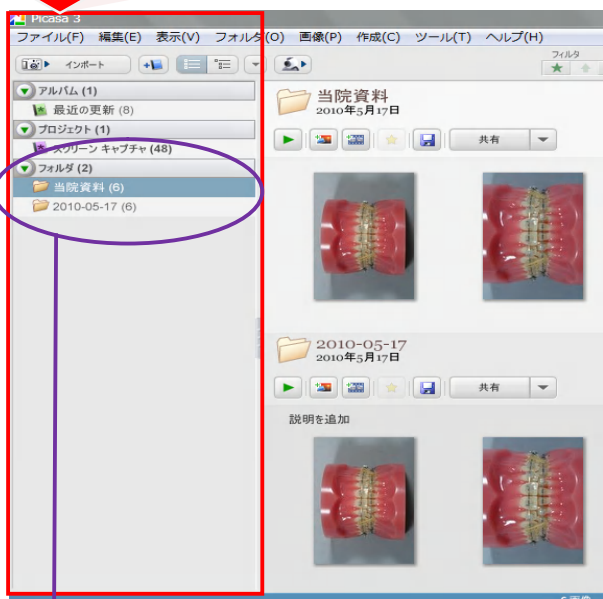 Picasa 3
ファイル(F) 編集(E) 表示(V) フォルダ(O) 画像(P) 作成(C) ツール(T) ヘルプ(H)
インポート
フィルタ
アルバム (1)
最近の更新 (8)
プロジェクト (1)
スクリーン キャプチャ (48)
フォルダ (2)
当院資料 (6)
2010-05-17 (6)
当院資料
2010年5月17日
共有
2010-05-17
2010年5月17日
共有
説明を追加